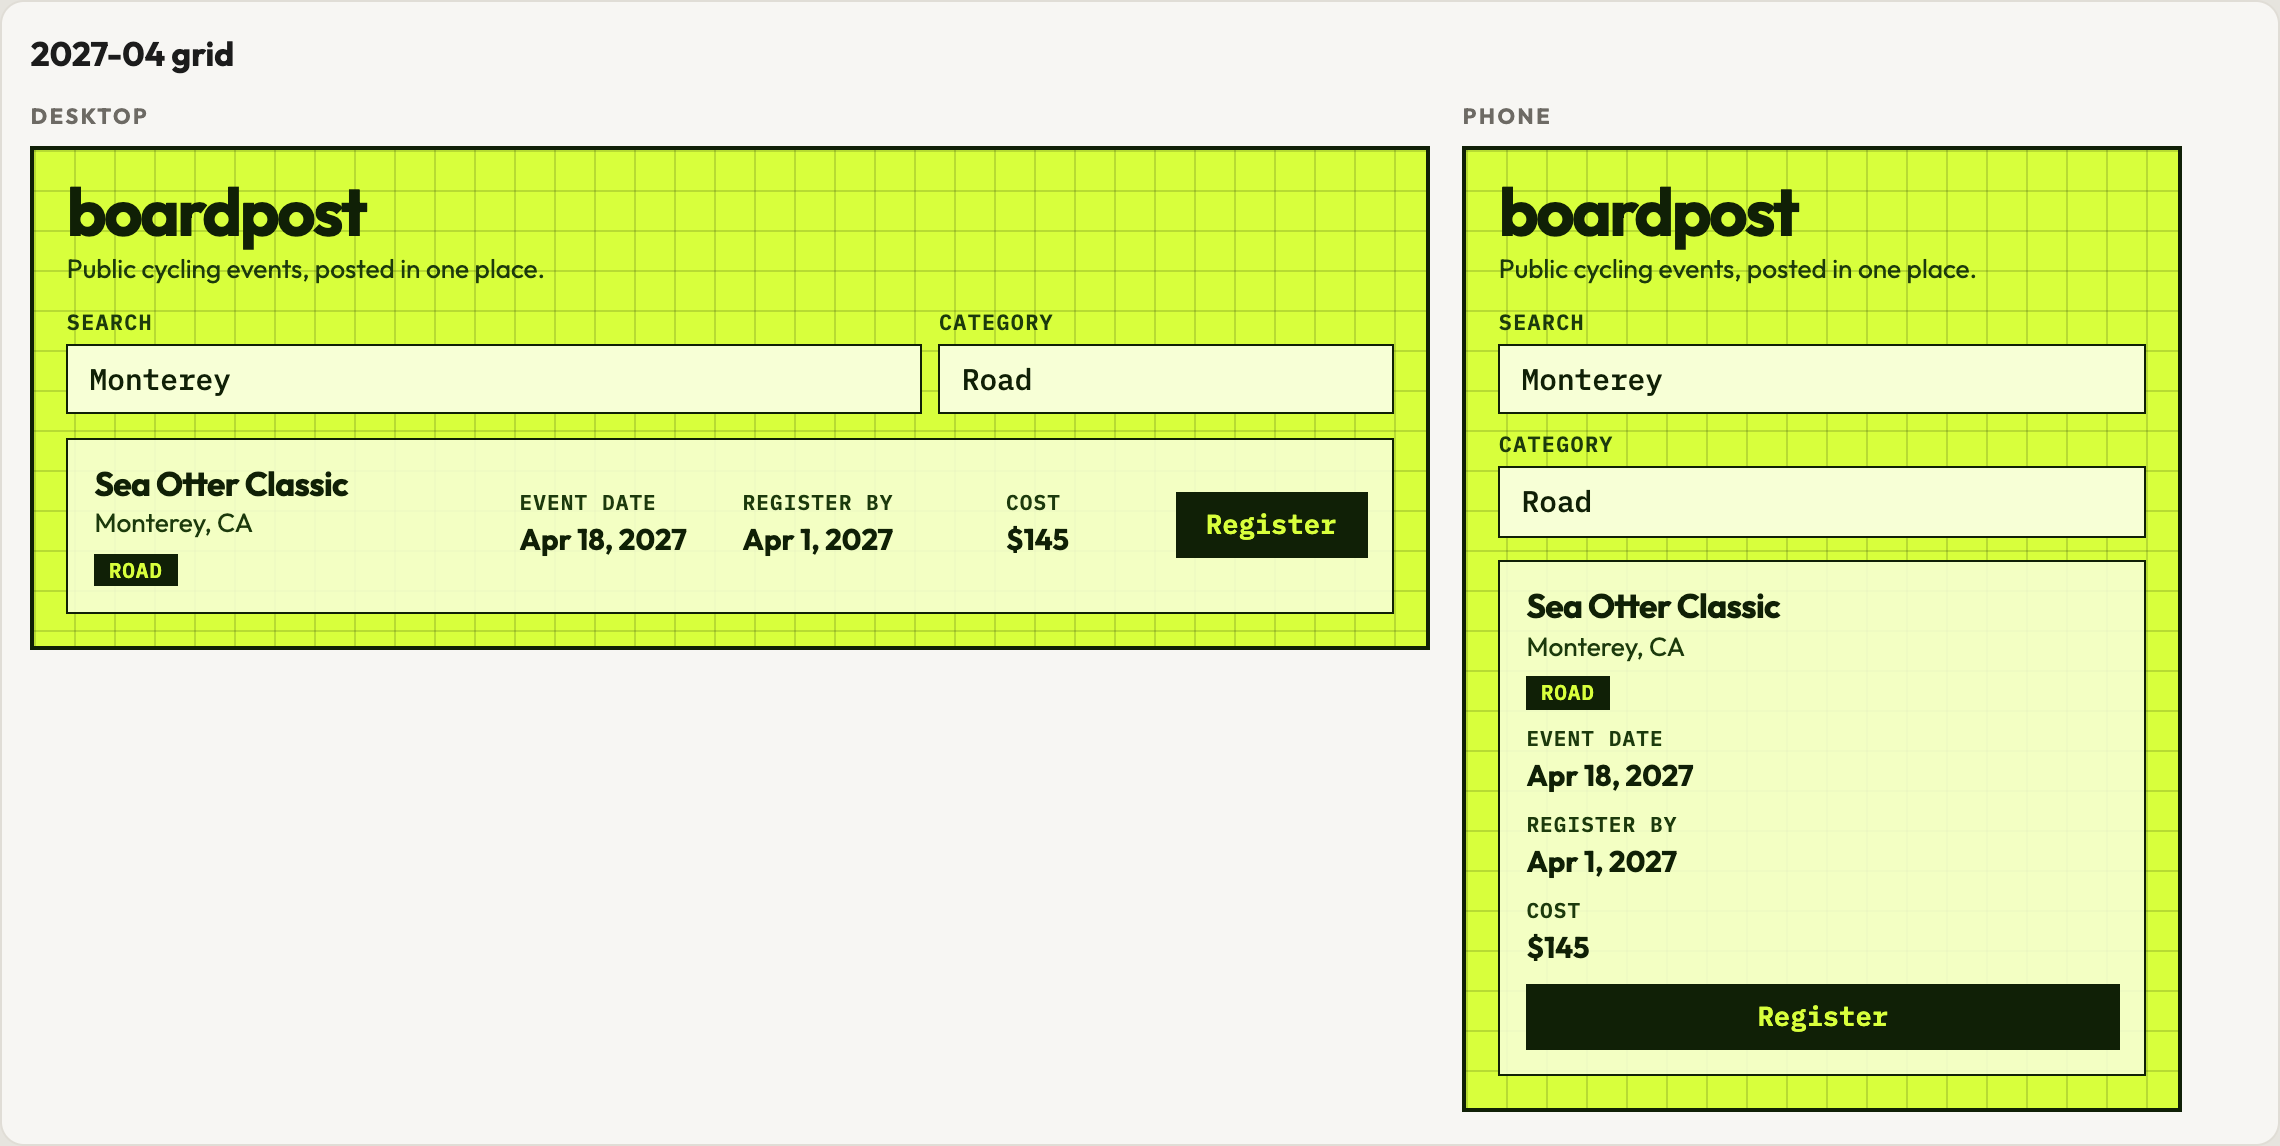 2027-04 grid
DESKTOP
boardpost
Public cycling events, posted in one place.
SEARCH
Monterey
CATEGORY
Road
Sea Otter Classic
Monterey, CA
ROAD
EVENT DATE
Apr 18, 2027
REGISTER BY
Apr 1, 2027
COST
$145
Register
PHONE
boardpost
Public cycling events, posted in one place.
SEARCH
Monterey
CATEGORY
Road
Sea Otter Classic
Monterey, CA
ROAD
EVENT DATE
Apr 18, 2027
REGISTER BY
Apr 1, 2027
COST
$145
Register